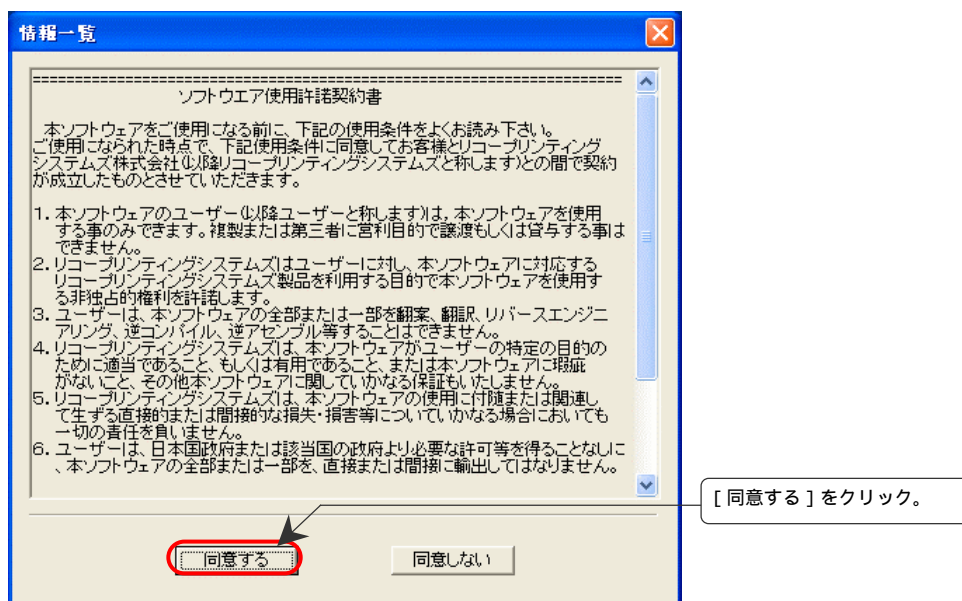 情報一覧
=====================================================================
ソフトウエア使用許諾契約書
本ソフトウェアをご使用になる前に、下記の使用条件をよくお読み下さい。
ご使用になられた時点で、下記使用条件に同意してお客様とリコープリンティング
システムズ株式会社(以降リコープリンティングシステムズと称します)との間で契約
が成立したものとさせていただきます。
1. 本ソフトウェアのユーザー(以降ユーザーと称します)は, 本ソフトウェアを使用
する事のみできます。複製または第三者に営利目的で譲渡もしくは貸与する事は
できません。
2. リコープリンティングシステムズはユーザーに対し、本ソフトウェアに対応する
リコープリンティングシステムズ製品を利用する目的で本ソフトウェアを使用す
る非独占的権利を許諾します。
3. ユーザーは、本ソフトウェアの全部または一部を翻案、翻訳、リバースエンジニ
アリング、逆コンパイル、逆アセンブル等することはできません。
4. リコープリンティングシステムズは、本ソフトウェアがユーザーの特定の目的の
ために適当であること、もしくは有用であること、または本ソフトウェアに瑕疵
がないこと、その他本ソフトウェアに関していかなる保証もいたしません。
5. リコープリンティングシステムズは、本ソフトウェアの使用に付随または関連し
て生ずる直接的または間接的な損失・損害等についていかなる場合においても
一切の責任を負いません。
6. ユーザーは、日本国政府または該当国の政府より必要な許可等を得ることなしに
、本ソフトウェアの全部または一部を、直接または間接に輸出してはなりません。
[ 同意する ] をクリック。
同意する
同意しない